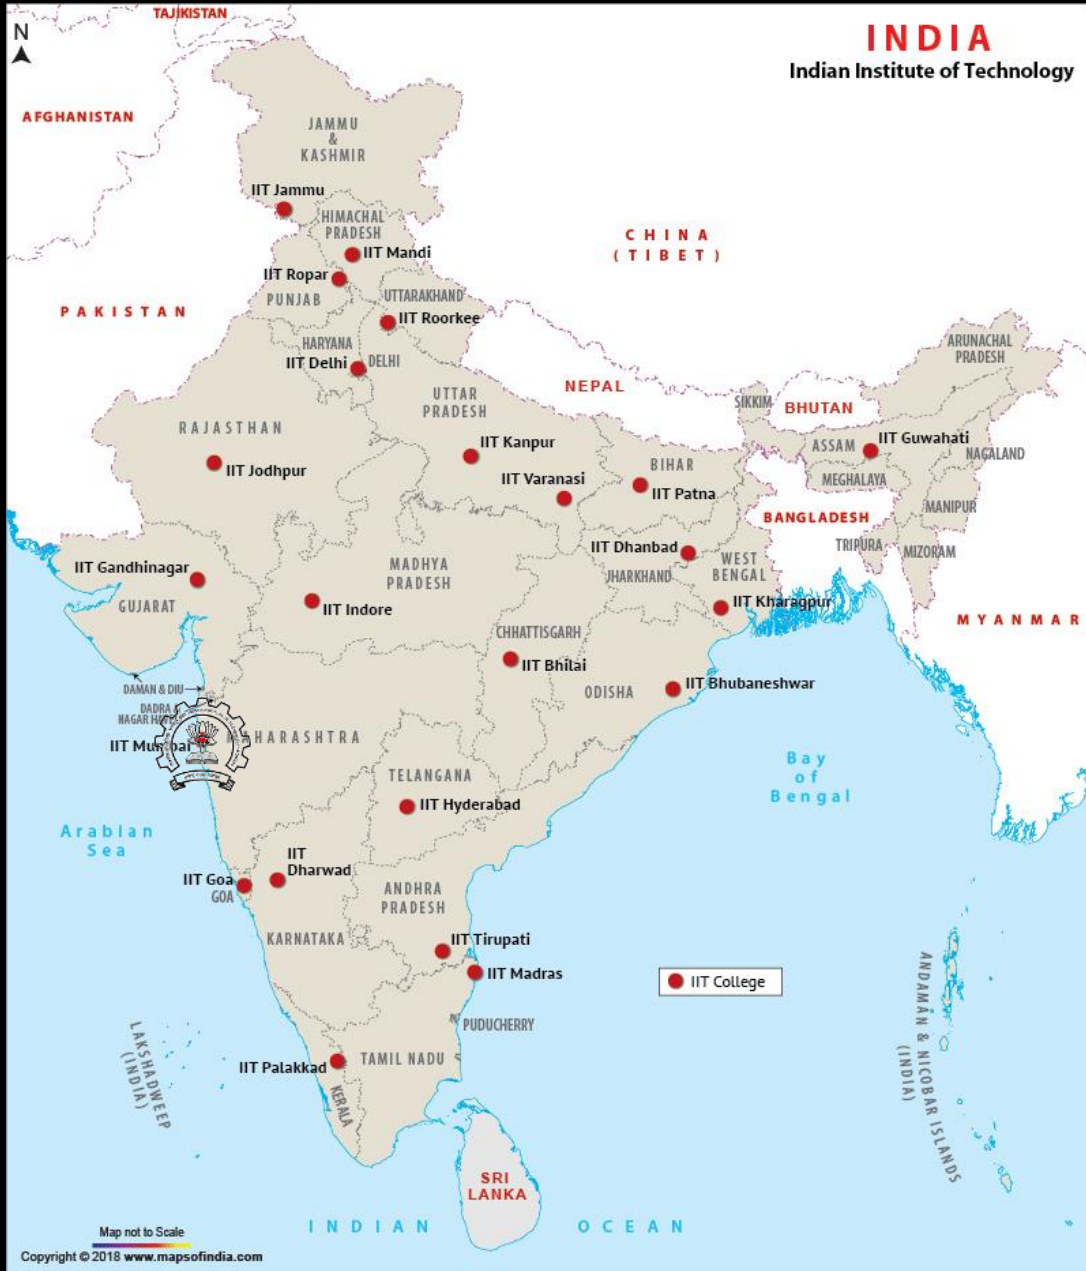 TAJIKISTAN
N
INDIA
Indian Institute of Technology
AFGHANISTAN
JAMMU
&
KASHMIR
IIT Jammu
HIMACHAL
PRADESH
CHINA
(TIBET)
IIT Mandi
IIT Ropar
PUNJAB
UTTARAKHAND
PAKISTAN
IIT Roorkee
HARYANA
IIT Delhi
DELHI
ARUNACHAL
PRADESH
NEPAL
UTTAR
PRADESH
SIKKIM
BHUTAN
RAJASTHAN
IIT Kanpur
ASSAM
IIT Guwahati
NAGALAND
IIT Jodhpur
BIHAR
IIT Varanasi
MEGHALAYA
IIT Patna
MANIPUR
BANGLADESH
IIT Dhanbad
TRIPURA
MIZORAM
WEST
BENGAL
IIT Gandhinagar
MADHYA
PRADESH
JHARKHAND
GUJARAT
IIT Indore
IIT Kharagpur
MYANMAR
CHHATTISGARH
IIT Bhilai
DAMAN & DIU
ODISHA
IIT Bhubaneshwar
DADRA
NAGAR
IIT
MAHARASHTRA
Bay
of
Bengal
TELANGANA
IIT Hyderabad
Arabian
Sea
IIT
Dharwad
IIT Goa
GOA
ANDHRA
PRADESH
KARNATAKA
IIT Tirupati
IIT Madras
IIT College
PUDUCHERRY
LAKSHADWEEP
(INDIA)
ANDAMAN & NICOBAR ISLANDS
(INDIA)
IIT Palakkad
TAMIL NADU
KERALA
SRI
LANKA
INDIAN OCEAN
Map not to Scale
Copyright © 2018 www.mapsofindia.com